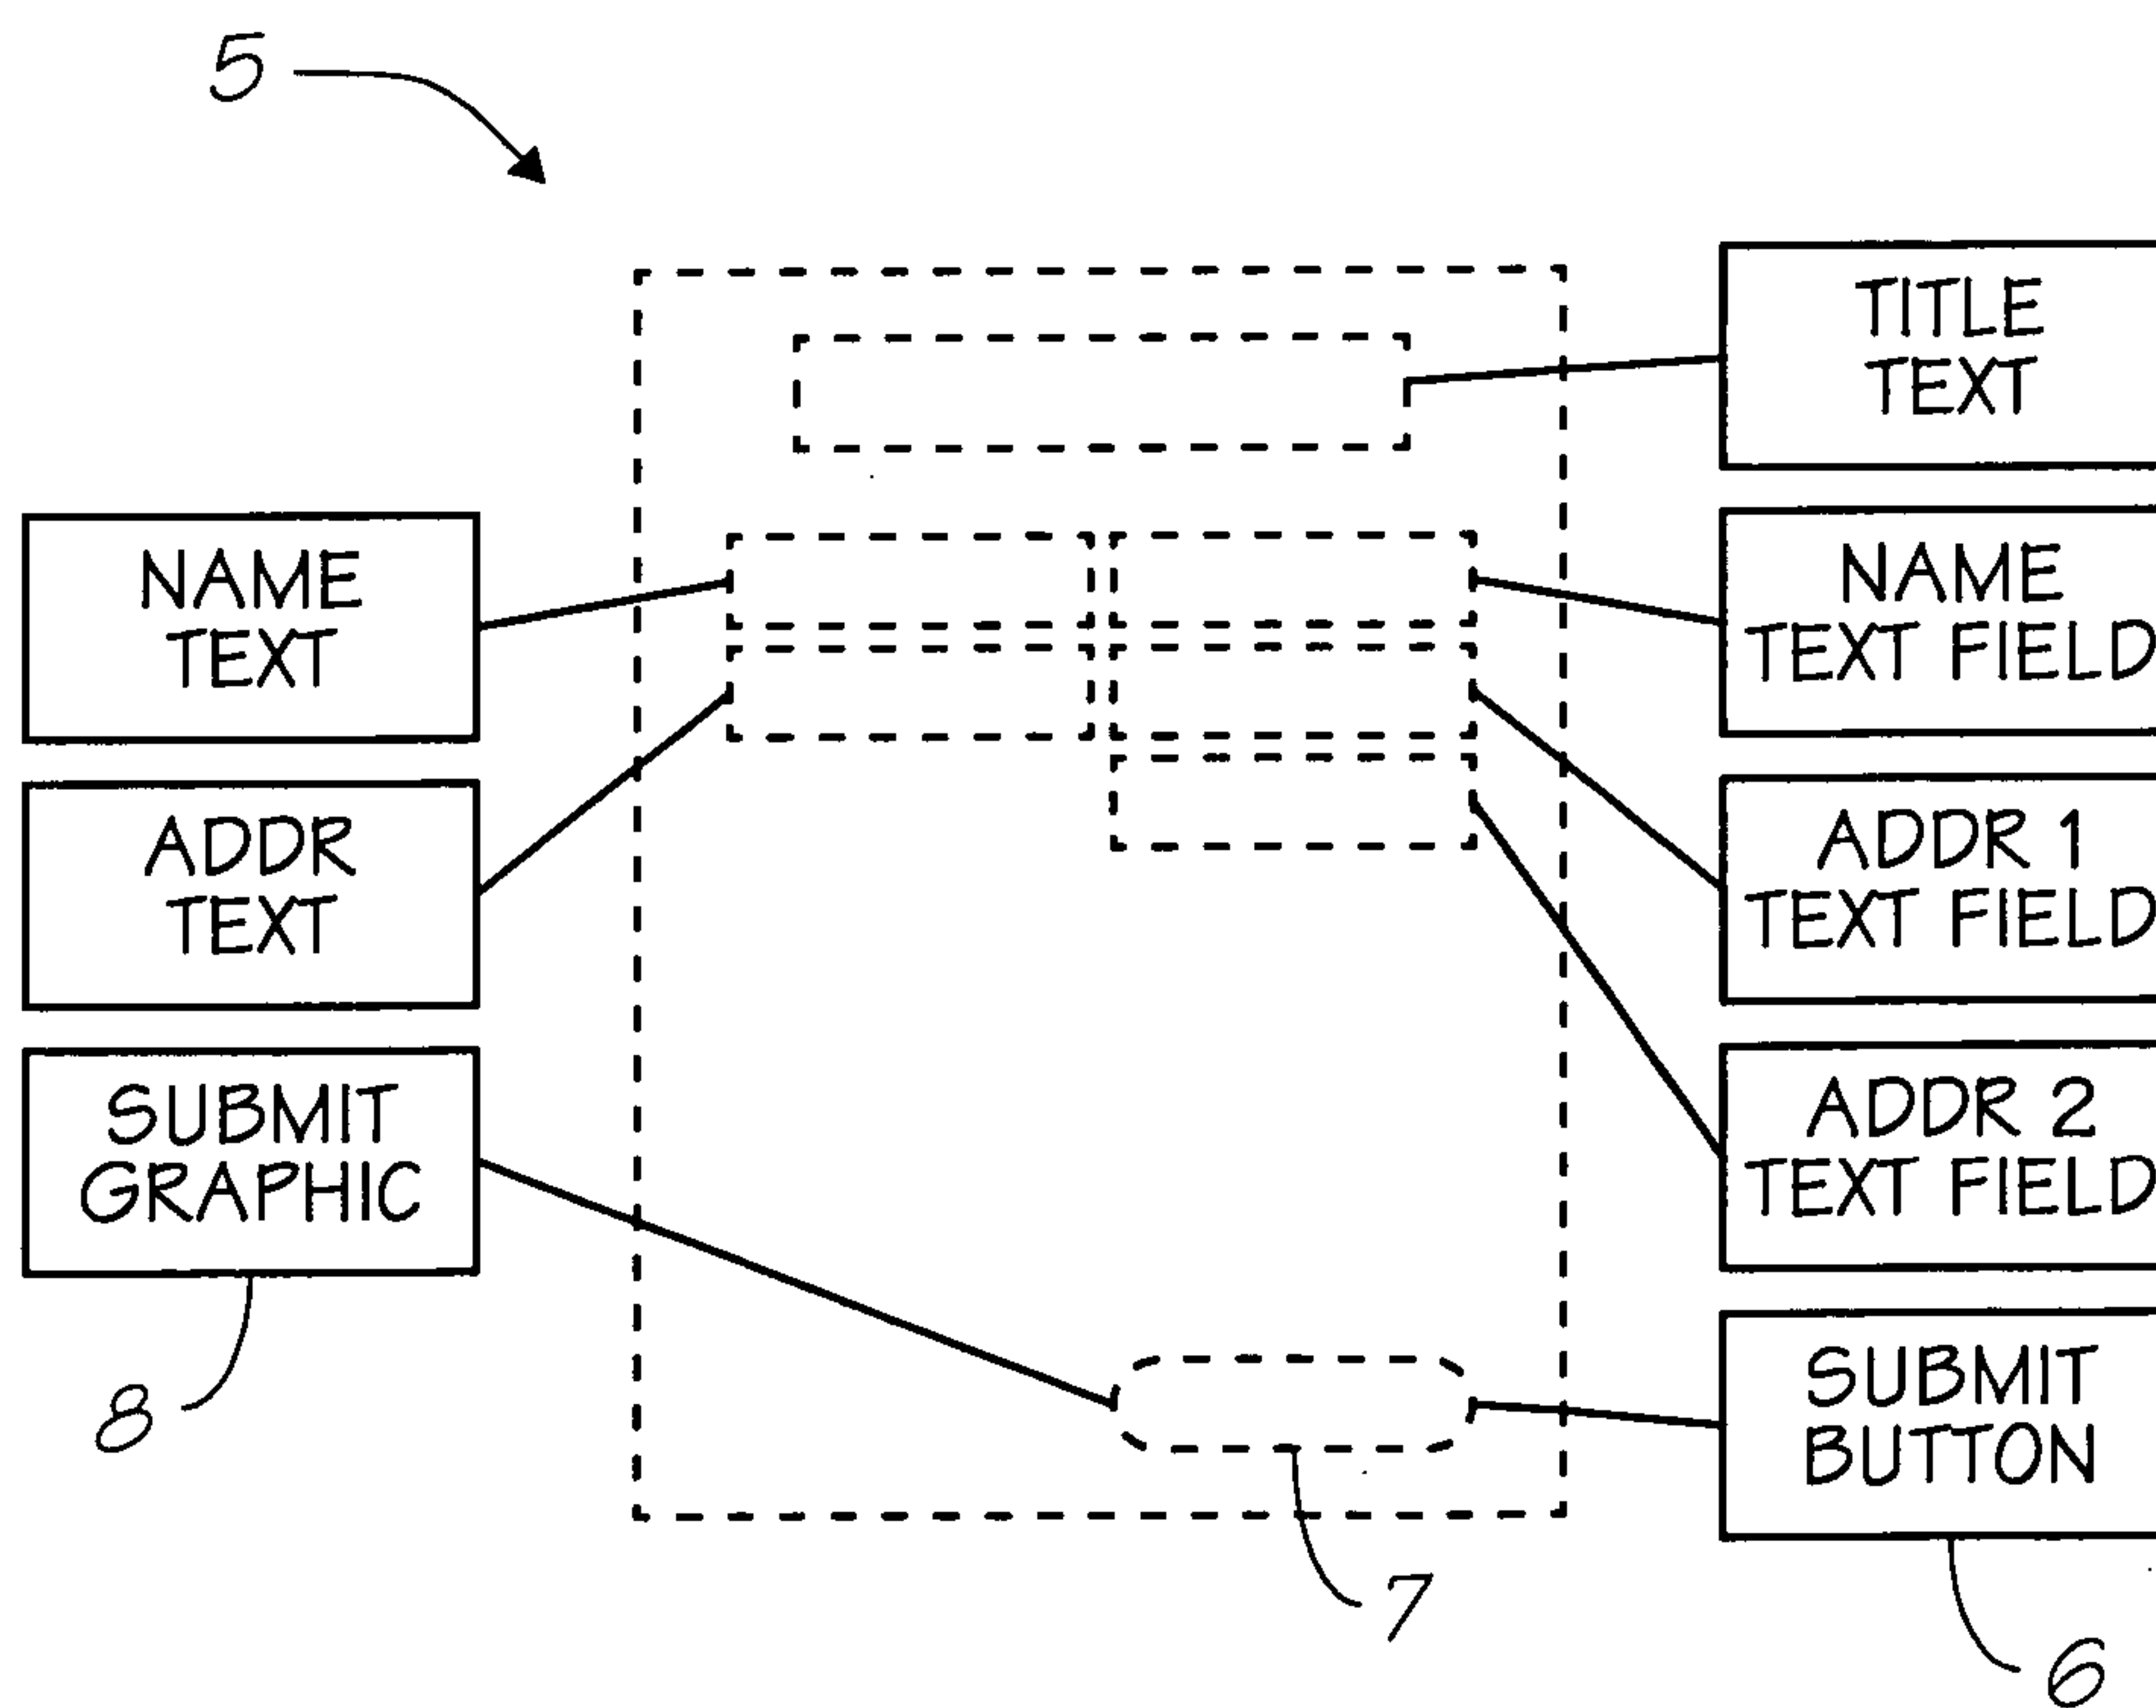 5
TITLE
TEXT
NAME
TEXT
NAME
TEXT FIELD
ADDR
TEXT
ADDR 1
TEXT FIELD
SUBMIT
GRAPHIC
ADDR 2
TEXT FIELD
SUBMIT
BUTTON
8
7
6